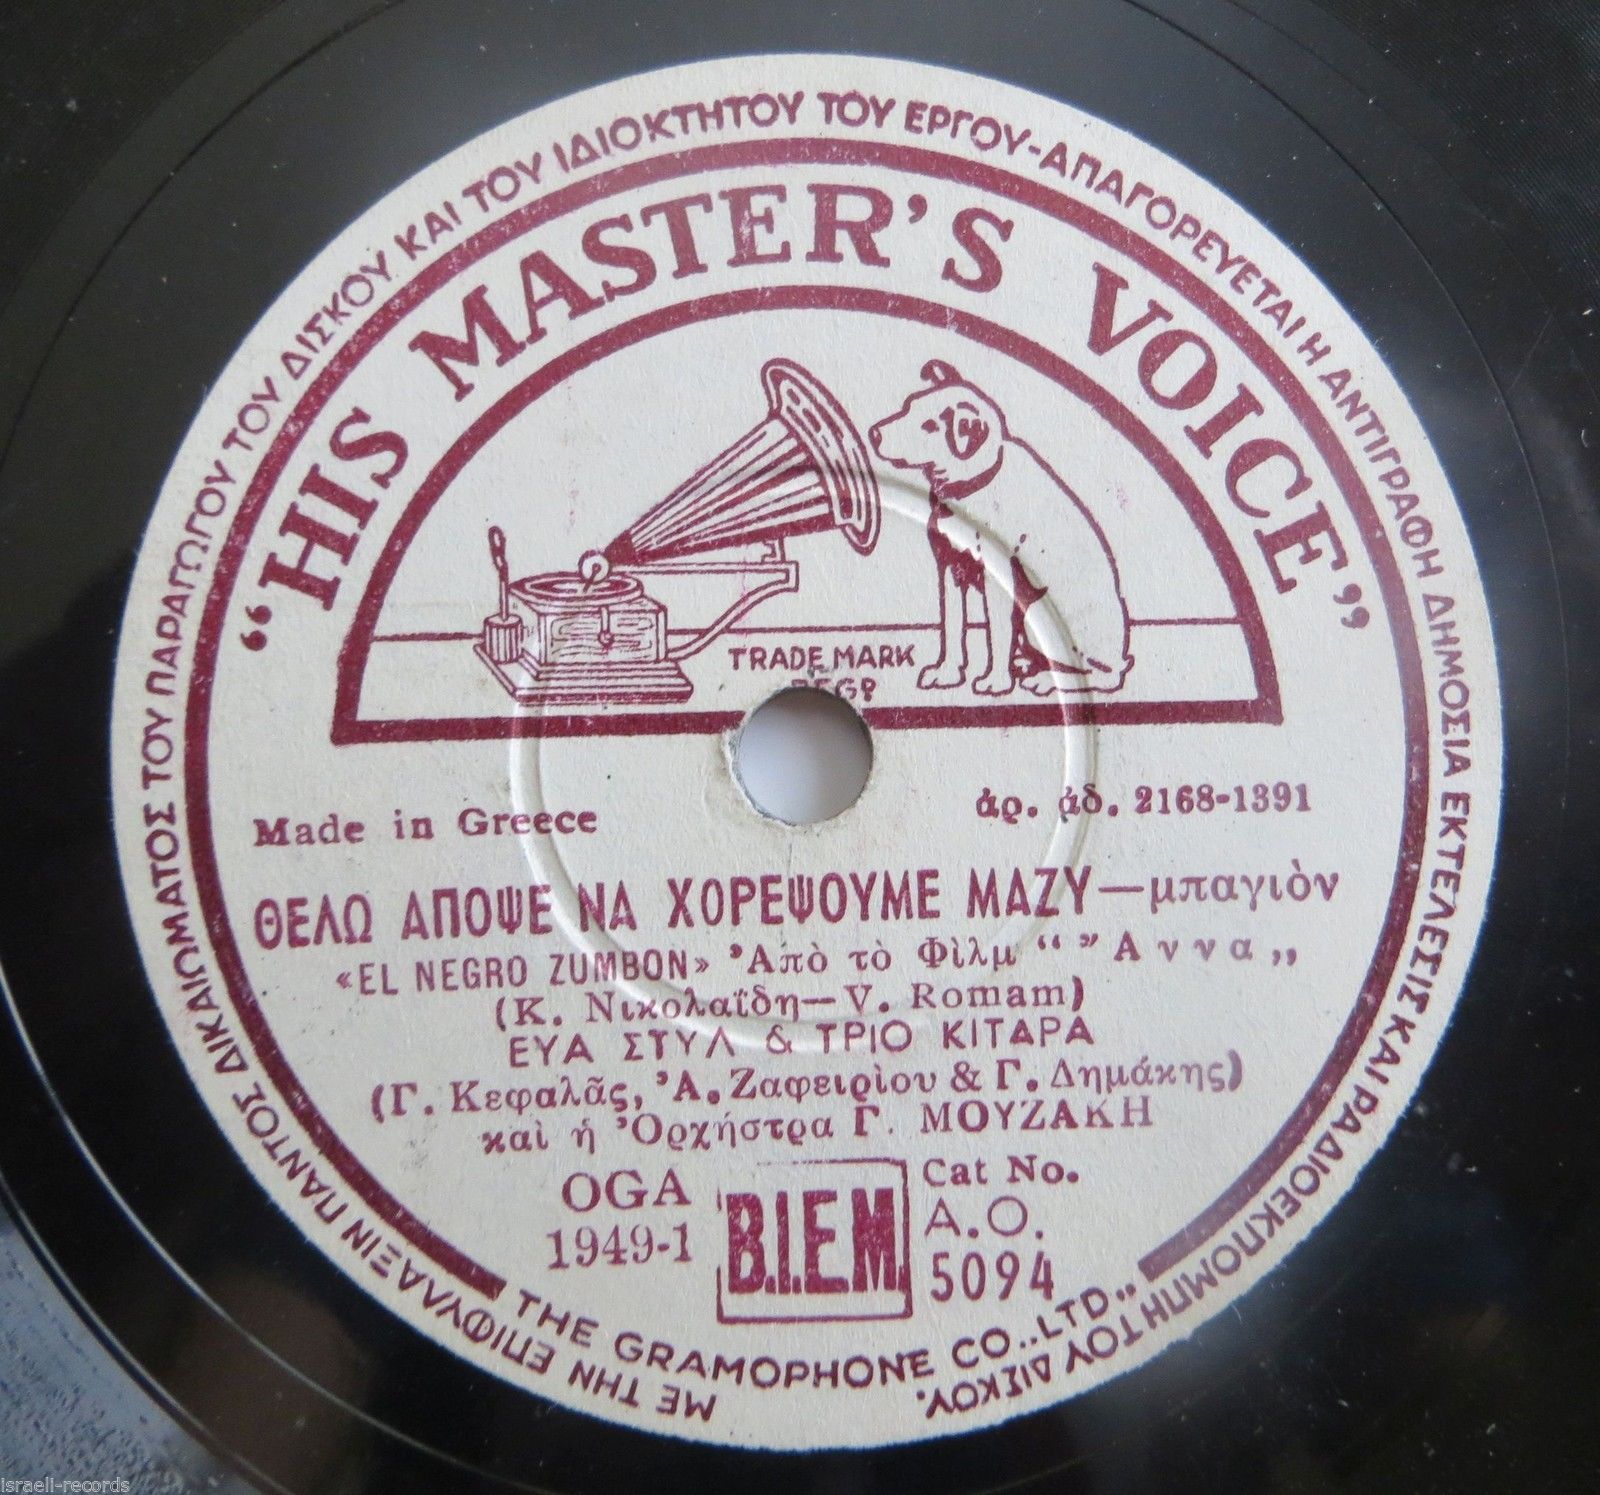 ΜΕ ΤΗΝ ΕΠΙΦΥΛΑΞΙΝ ΠΑΝΤΟΣ ΔΙΚΑΙΩΜΑΤΟΣ ΤΟΥ ΠΑΡΑΓΩΓΟΥ ΤΟΥ ΔΙΣΚΟΥ ΚΑΙ ΤΟΥ ΙΔΙΟΚΤΗΤΟΥ ΤΟΥ ΕΡΓΟΥ-ΑΠΑΓΟΡΕΥΕΤΑΙ Η ΑΝΤΙΓΡΑΦΗ ΔΗΜΟΣΙΑ ΕΚΤΕΛΕΣΙΣ ΚΑΙ ΡΑΔΙΟΕΚΠΟΜΠΗ ΤΟΥ ΔΙΣΚΟΥ.
“HIS MASTER'S VOICE”
TRADE MARK
REGD
Made in Greece
ἀρ. ἀδ. 2168-1391
ΘΕΛΩ ΑΠΟΨΕ ΝΑ ΧΟΡΕΨΟΥΜΕ ΜΑΖΥ—μπαγιὸν
«EL NEGRO ZUMBON» Ἀπὸ τὸ Φὶλμ “Ἄννα„
(Κ. Νικολαΐδη—V. Romam)
ΕΥΑ ΣΤΥΛ & ΤΡΙΟ ΚΙΤΑΡΑ
(Γ. Κεφαλᾶς, Ἀ. Ζαφειρίου & Γ. Δημάκης)
καὶ ἡ Ὀρχήστρα Γ. ΜΟΥΖΑΚΗ
OGA
1949-1
B.I.E.M.
Cat No.
A.O.
5094
THE GRAMOPHONE CO., LTD„
israeli-records